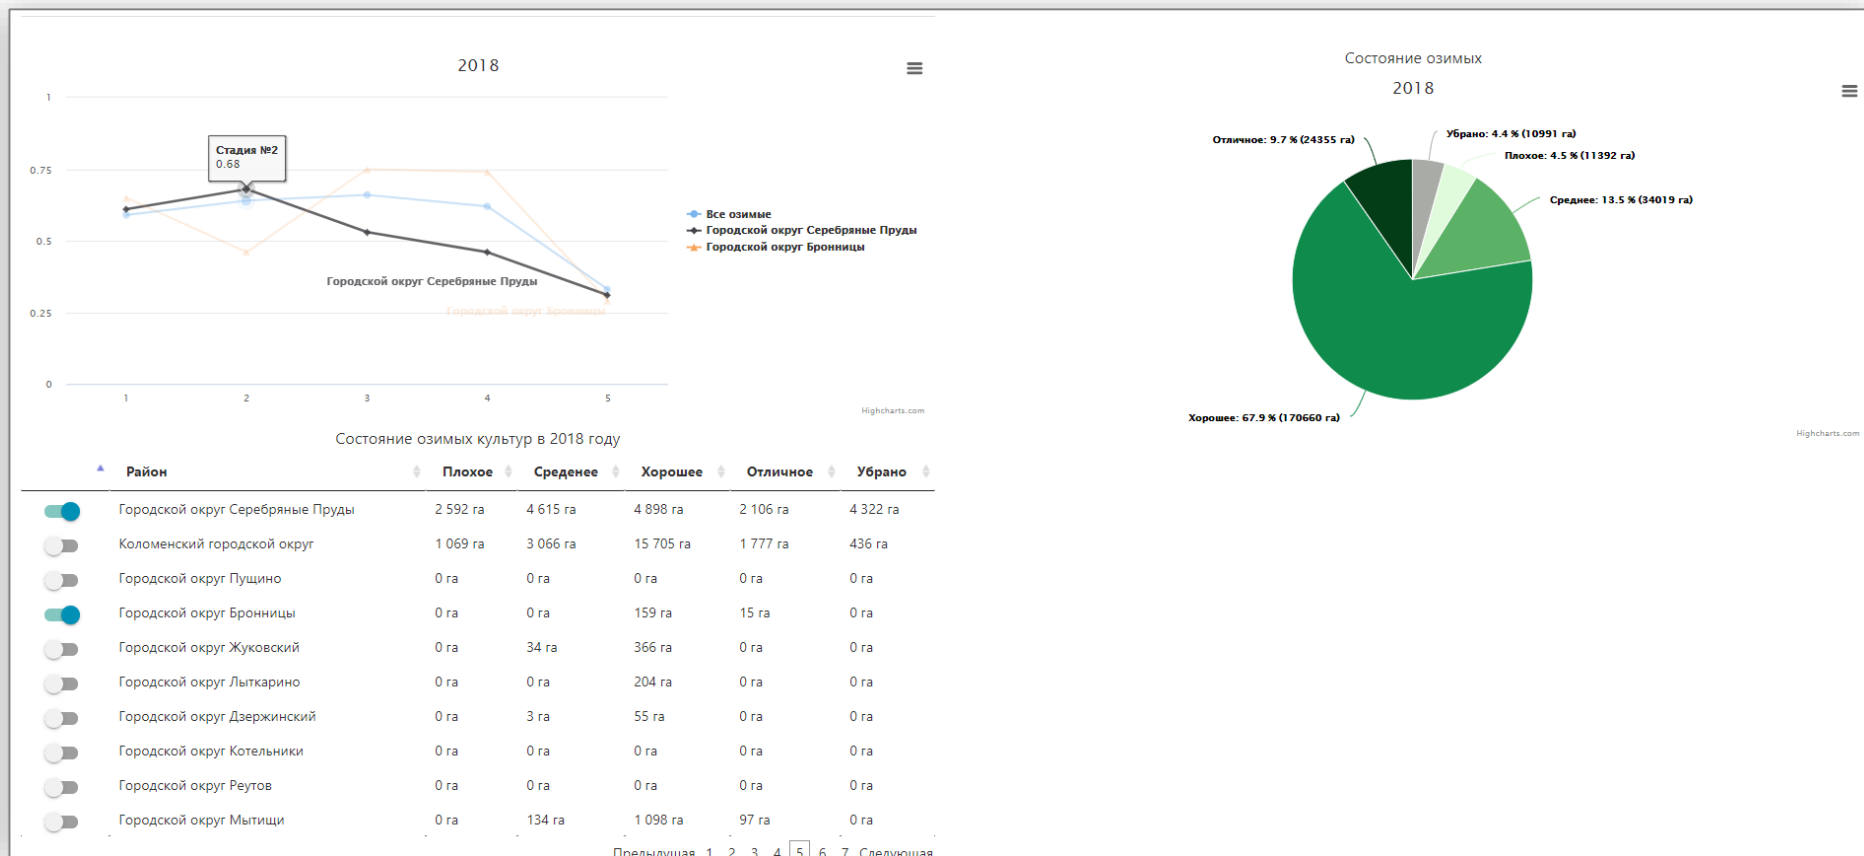 2018
1
0.75
0.5
0.25
0
Стадия №2
0.68
Городской округ Серебряные Пруды
Городской округ Бронницы
1 2 3 4 5
Все озимые
Городской округ Серебряные Пруды
Городской округ Бронницы
Highcharts.com
Состояние озимых
2018
Отличное: 9.7 % (24355 га)
Убрано: 4.4 % (10991 га)
Плохое: 4.5 % (11392 га)
Среднее: 13.5 % (34019 га)
Хорошее: 67.9 % (170660 га)
Highcharts.com
Состояние озимых культур в 2018 году
Район Плохое Среденее Хорошее Отличное Убрано
Городской округ Серебряные Пруды 2 592 га 4 615 га 4 898 га 2 106 га 4 322 га
Коломенский городской округ 1 069 га 3 066 га 15 705 га 1 777 га 436 га
Городской округ Пущино 0 га 0 га 0 га 0 га 0 га
Городской округ Бронницы 0 га 0 га 159 га 15 га 0 га
Городской округ Жуковский 0 га 34 га 366 га 0 га 0 га
Городской округ Лыткарино 0 га 0 га 204 га 0 га 0 га
Городской округ Дзержинский 0 га 3 га 55 га 0 га 0 га
Городской округ Котельники 0 га 0 га 0 га 0 га 0 га
Городской округ Реутов 0 га 0 га 0 га 0 га 0 га
Городской округ Мытищи 0 га 134 га 1 098 га 97 га 0 га
Предыдущая 1 2 3 4 5 6 7 Следующая